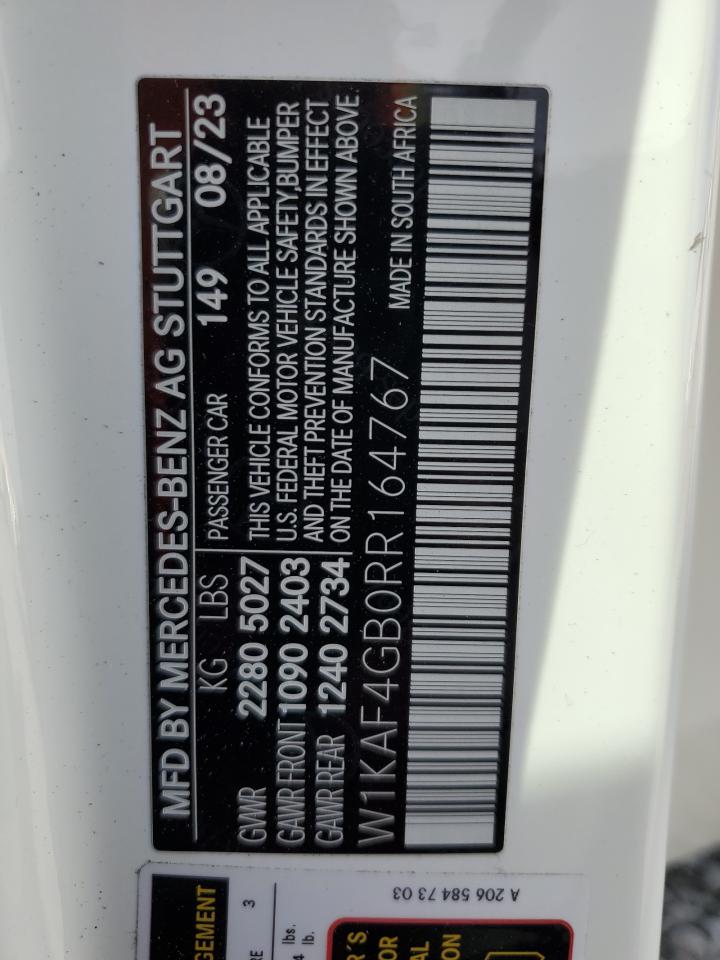 MFD BY MERCEDES-BENZ AG STUTTGART
KG LBS PASSENGER CAR 149 08/23
GVWR 2280 5027
GAWR FRONT 1090 2403
GAWR REAR 1240 2734
THIS VEHICLE CONFORMS TO ALL APPLICABLE
U.S. FEDERAL MOTOR VEHICLE SAFETY,BUMPER
AND THEFT PREVENTION STANDARDS IN EFFECT
ON THE DATE OF MANUFACTURE SHOWN ABOVE.
W1KAF4GB0RR164767 MADE IN SOUTH AFRICA
A 206 584 73 03
3
lbs.
lb.